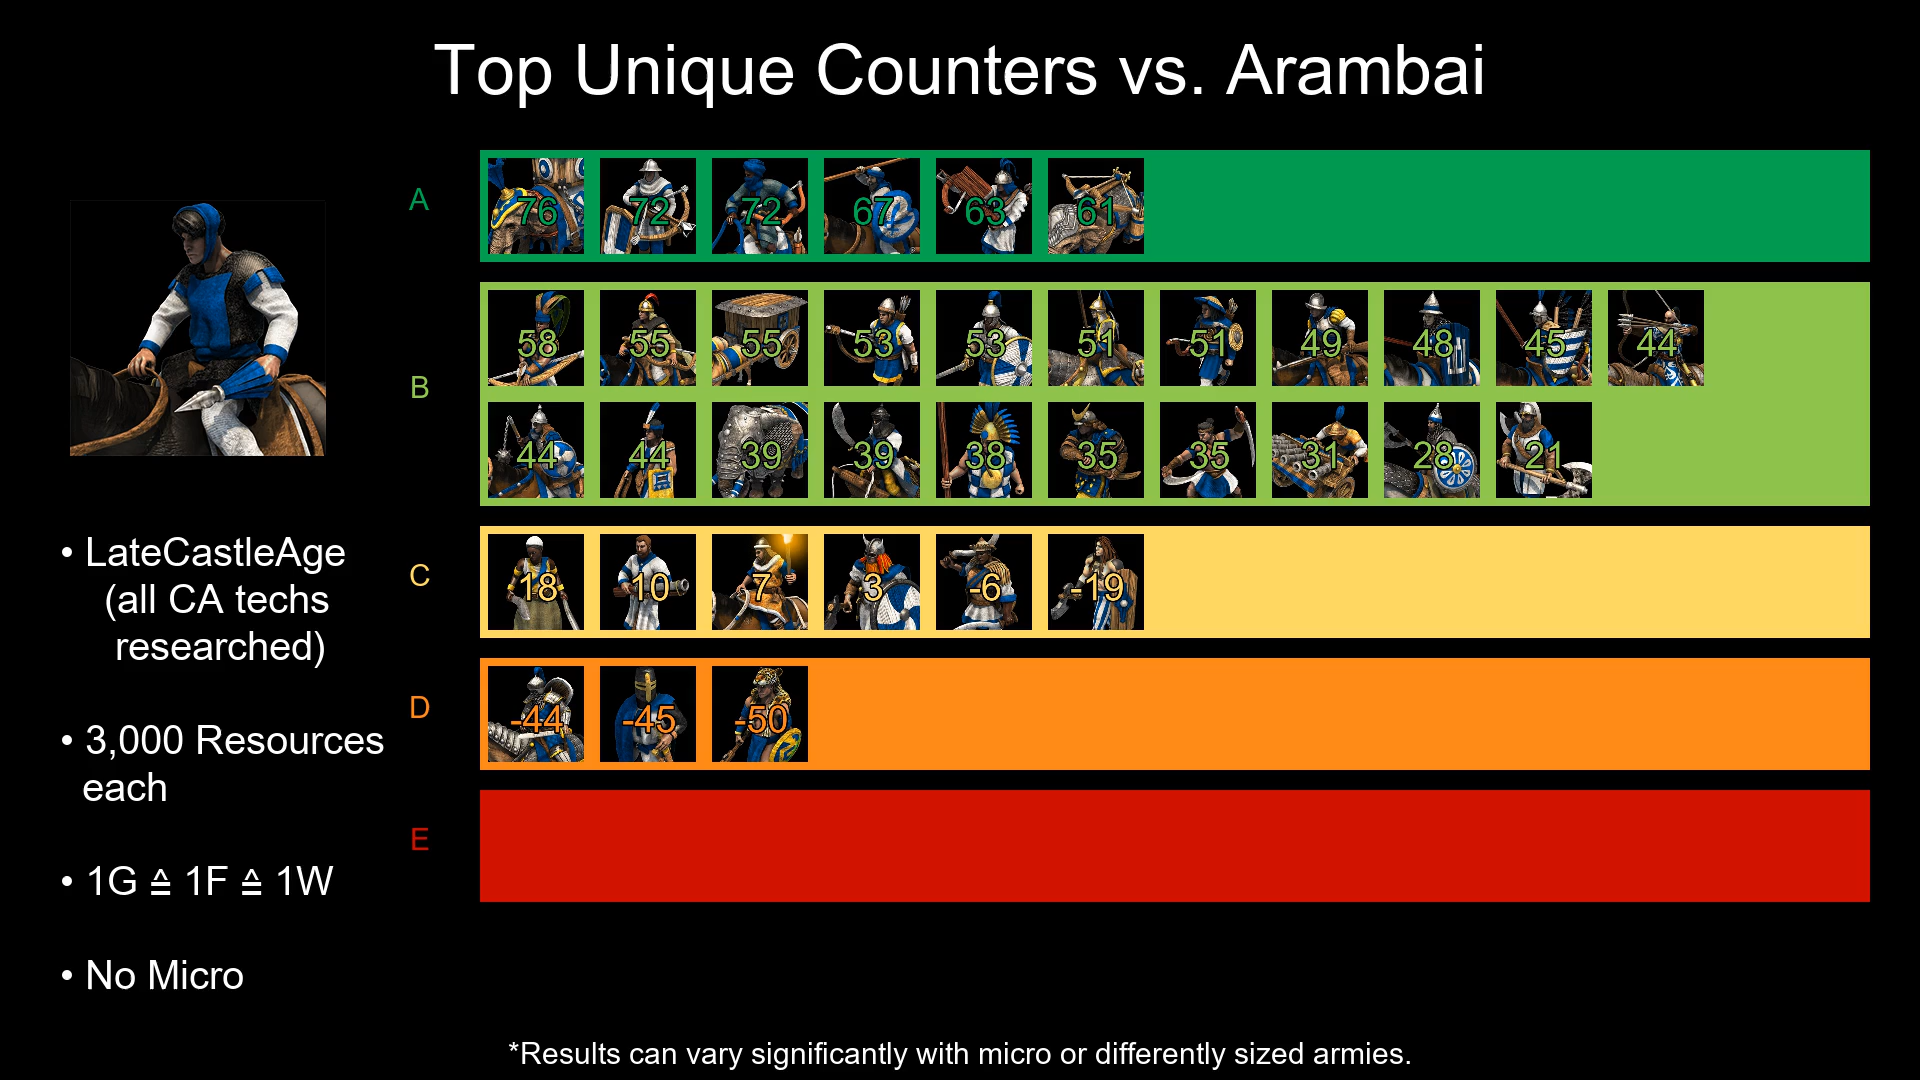 Top Unique Counters vs. Arambai
A
76 72 72 67 63 61
B
58 55 55 53 53 51 51 49 48 45 44
44 44 39 39 38 35 35 31 28 21
C
18 10 7 3 -6 -19
D
-44 -45 -50
E
• LateCastleAge
(all CA techs
researched)
• 3,000 Resources
each
• 1G ≙ 1F ≙ 1W
• No Micro
*Results can vary significantly with micro or differently sized armies.